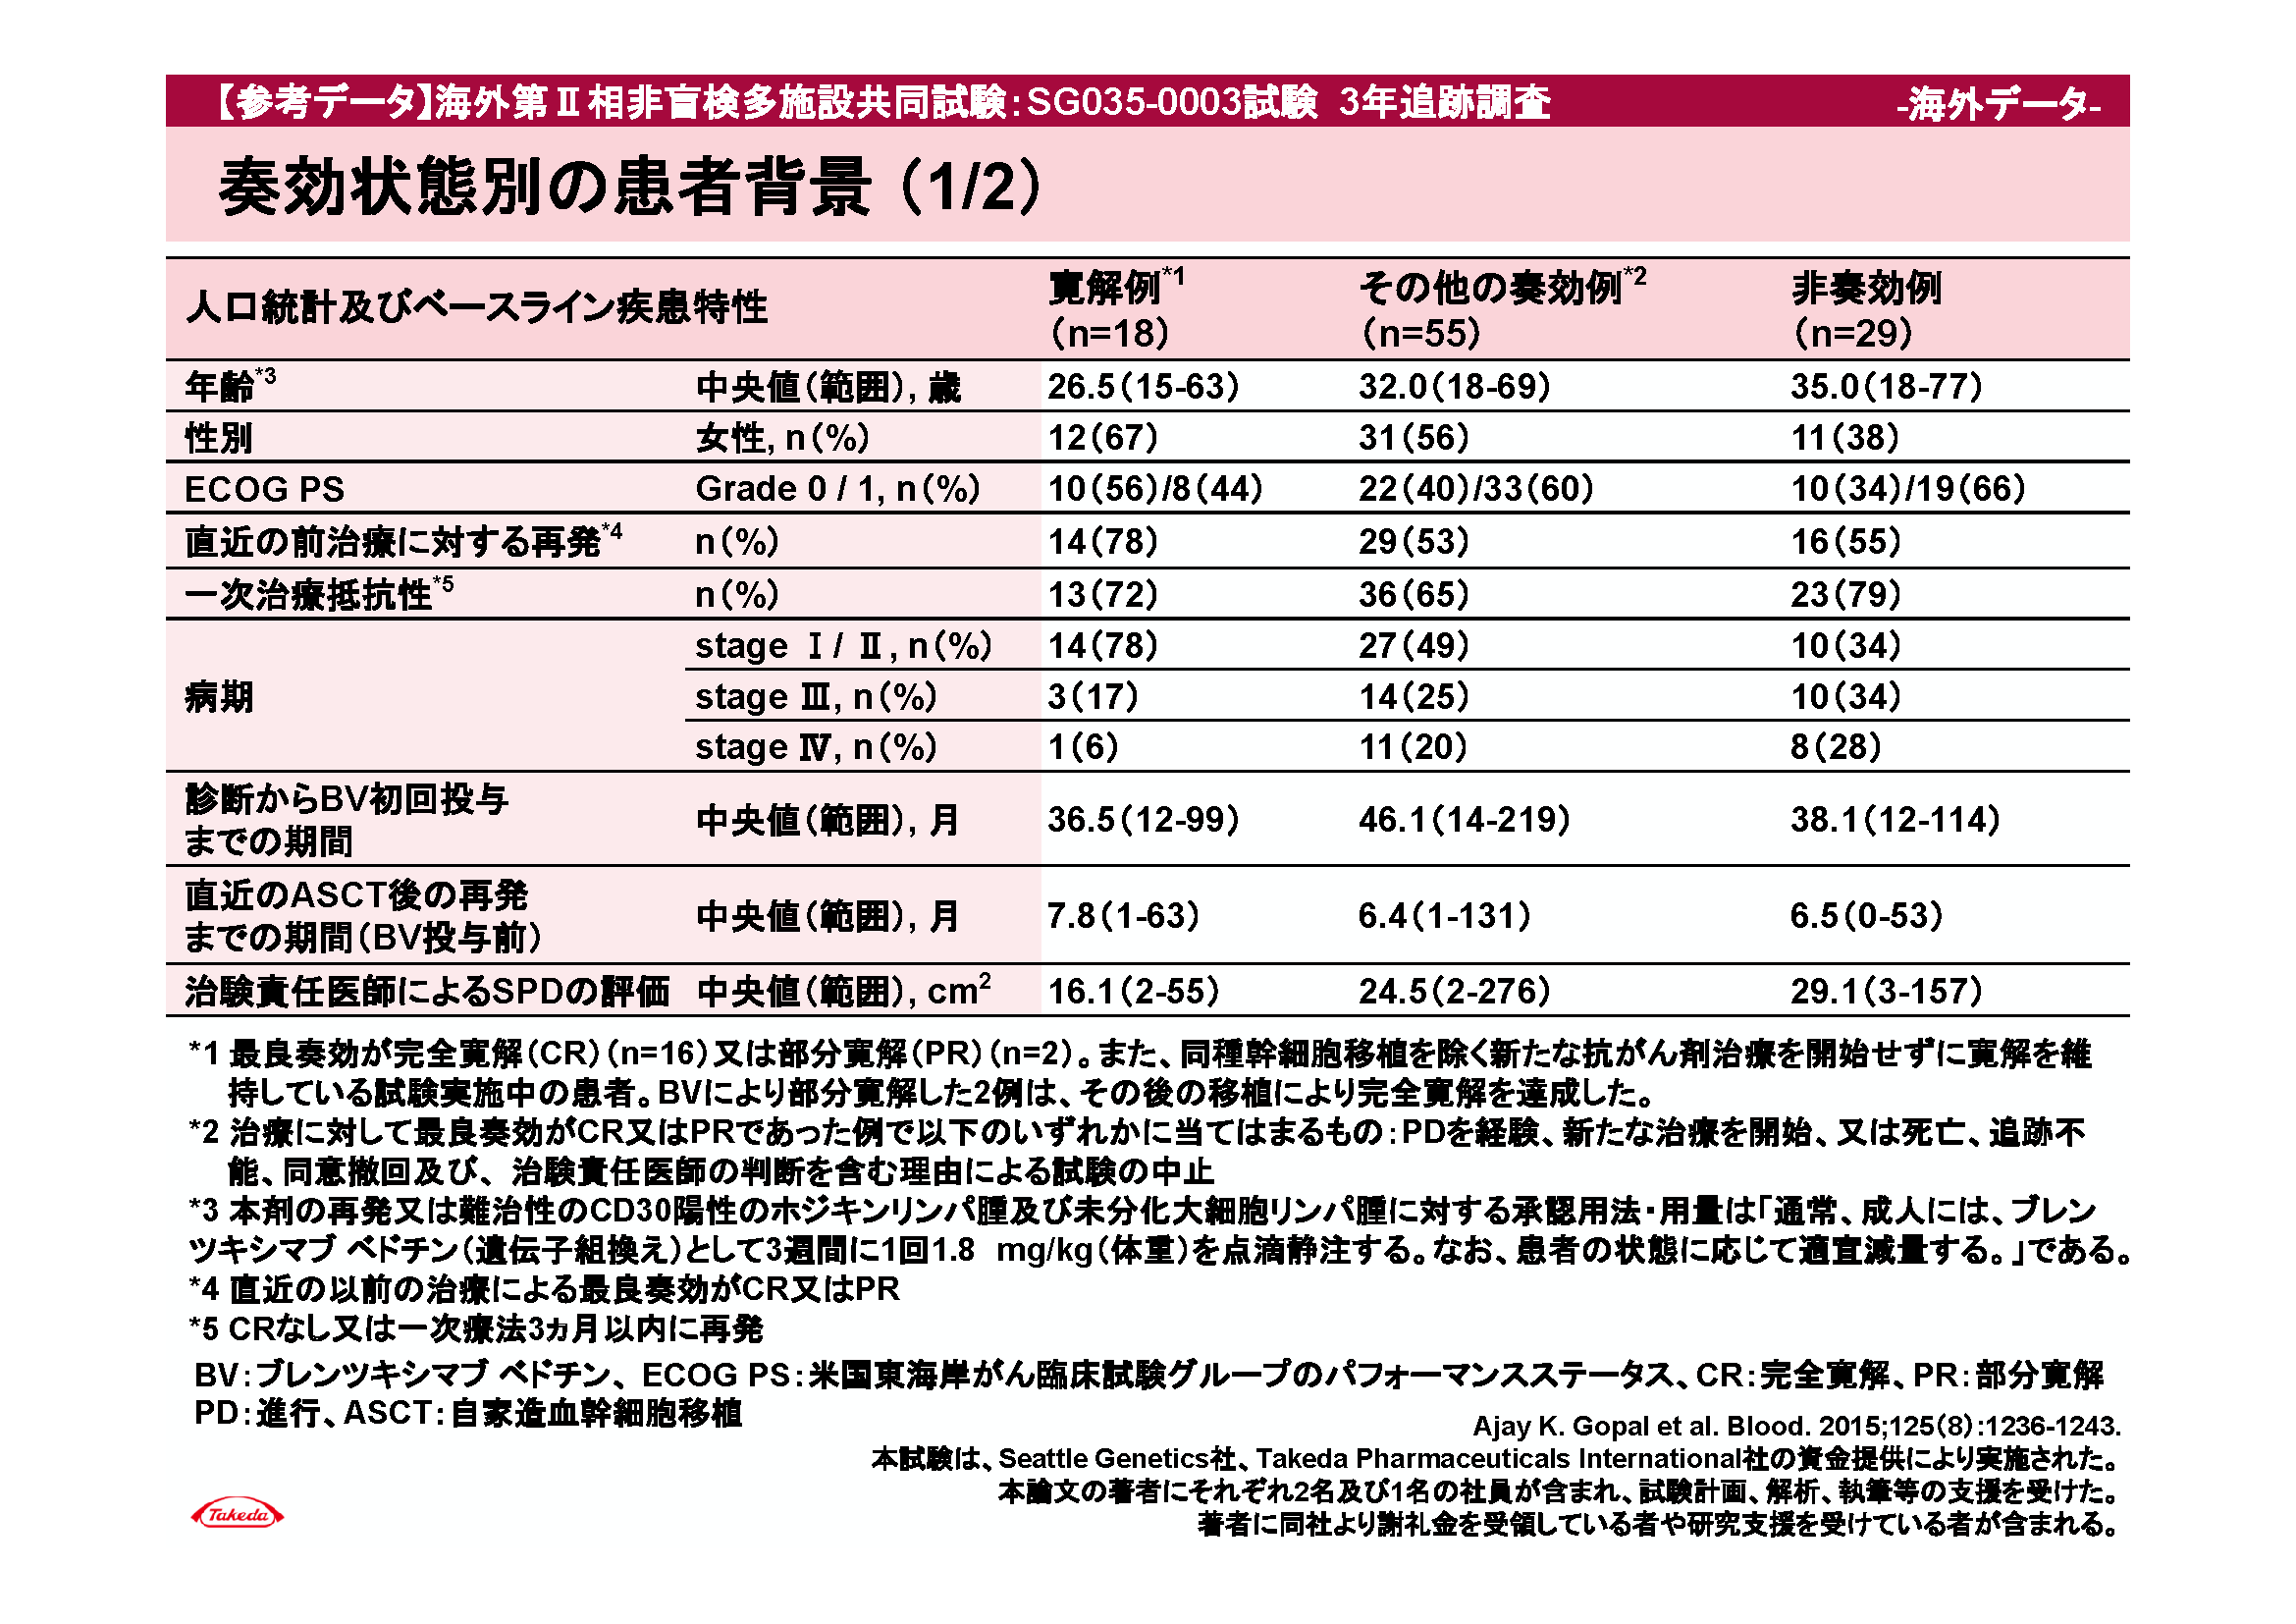 【参考データ】海外第Ⅱ相非盲検多施設共同試験：SG035-0003試験 3年追跡調査 -海外データ-
奏効状態別の患者背景（1/2）
人口統計及びベースライン疾患特性 寛解例*1（n=18） その他の奏効例*2（n=55） 非奏効例（n=29）
年齢*3 中央値（範囲）, 歳 26.5（15-63） 32.0（18-69） 35.0（18-77）
性別 女性, n（%） 12（67） 31（56） 11（38）
ECOG PS Grade 0 / 1, n（%） 10（56）/8（44） 22（40）/33（60） 10（34）/19（66）
直近の前治療に対する再発*4 n（%） 14（78） 29（53） 16（55）
一次治療抵抗性*5 n（%） 13（72） 36（65） 23（79）
病期 stage Ⅰ/ Ⅱ, n（%） 14（78） 27（49） 10（34）
stage Ⅲ, n（%） 3（17） 14（25） 10（34）
stage Ⅳ, n（%） 1（6） 11（20） 8（28）
診断からBV初回投与
までの期間 中央値（範囲）, 月 36.5（12-99） 46.1（14-219） 38.1（12-114）
直近のASCT後の再発
までの期間（BV投与前） 中央値（範囲）, 月 7.8（1-63） 6.4（1-131） 6.5（0-53）
治験責任医師によるSPDの評価 中央値（範囲）, cm2 16.1（2-55） 24.5（2-276） 29.1（3-157）
*1 最良奏効が完全寛解（CR）（n=16）又は部分寛解（PR）（n=2）。また、同種幹細胞移植を除く新たな抗がん剤治療を開始せずに寛解を維
持している試験実施中の患者。BVにより部分寛解した2例は、その後の移植により完全寛解を達成した。
*2 治療に対して最良奏効がCR又はPRであった例で以下のいずれかに当てはまるもの：PDを経験、新たな治療を開始、又は死亡、追跡不
能、同意撤回及び、 治験責任医師の判断を含む理由による試験の中止
*3 本剤の再発又は難治性のCD30陽性のホジキンリンパ腫及び未分化大細胞リンパ腫に対する承認用法・用量は「通常、成人には、ブレン
ツキシマブ ベドチン（遺伝子組換え）として3週間に1回1.8 mg/kg（体重）を点滴静注する。なお、患者の状態に応じて適宜減量する。」である。
*4 直近の以前の治療による最良奏効がCR又はPR
*5 CRなし又は一次療法3ヵ月以内に再発
BV：ブレンツキシマブ ベドチン、 ECOG PS：米国東海岸がん臨床試験グループのパフォーマンスステータス、CR：完全寛解、PR：部分寛解
PD：進行、ASCT：自家造血幹細胞移植
Ajay K. Gopal et al. Blood. 2015;125（8）:1236-1243.
本試験は、Seattle Genetics社、Takeda Pharmaceuticals International社の資金提供により実施された。
本論文の著者にそれぞれ2名及び1名の社員が含まれ、試験計画、解析、執筆等の支援を受けた。
著者に同社より謝礼金を受領している者や研究支援を受けている者が含まれる。
Takeda